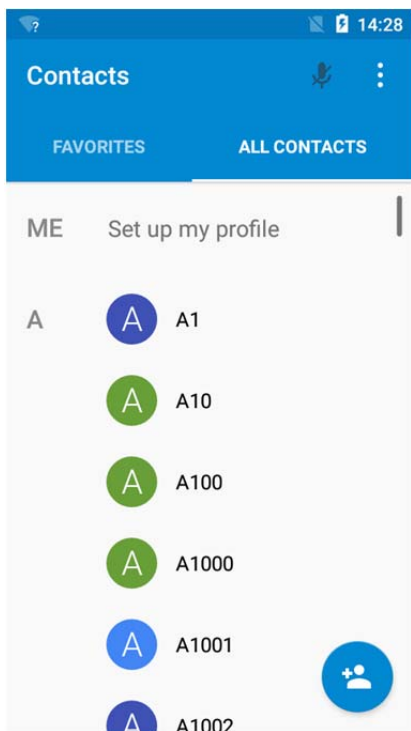 ?
14:28
Contacts
FAVORITES ALL CONTACTS
ME Set up my profile
A A A1
A A10
A A100
A A1000
A A1001
A A1002